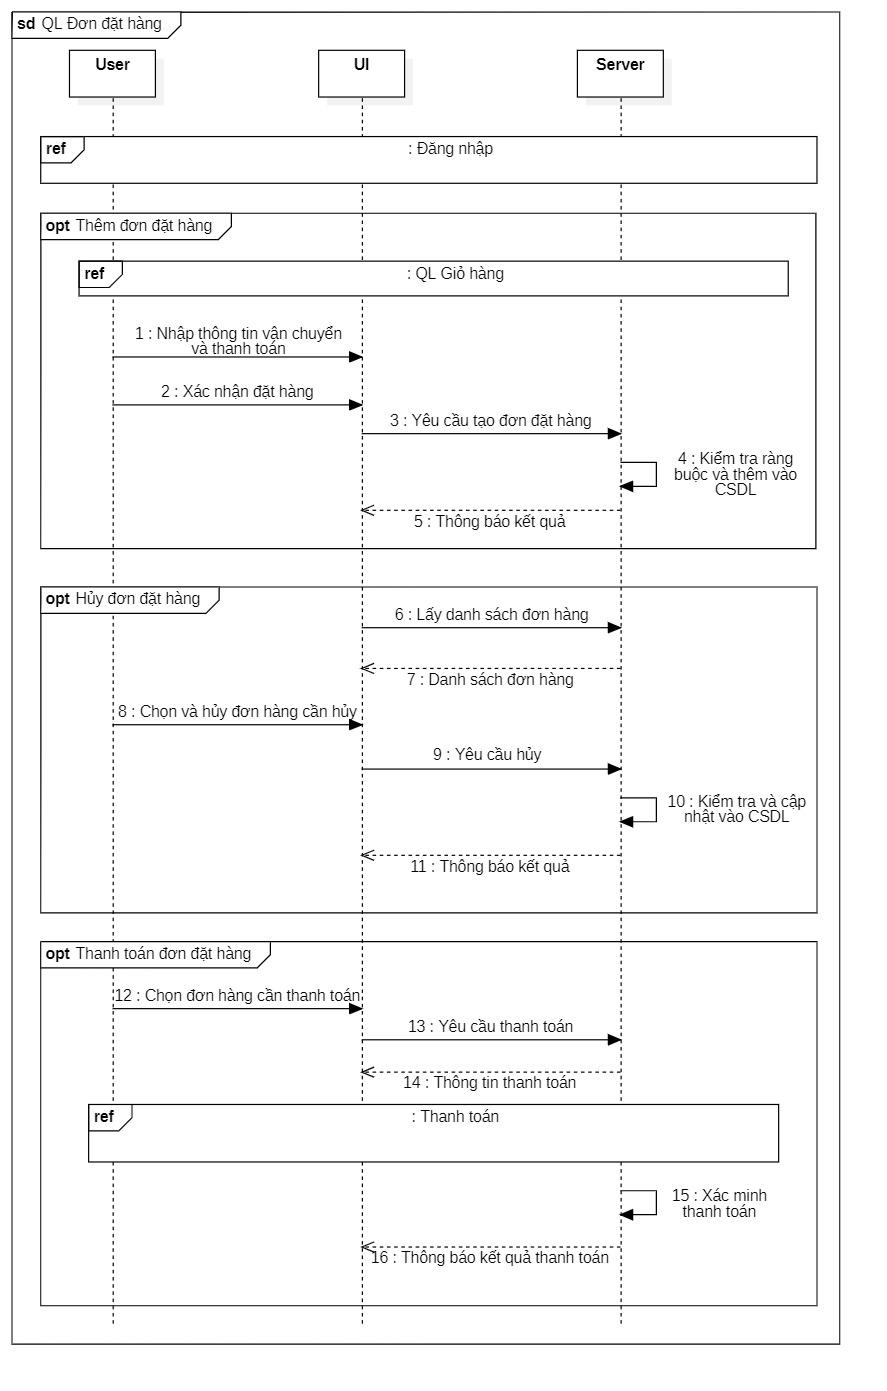 sd QL Đơn đặt hàng
User
UI
Server
ref
: Đăng nhập
opt Thêm đơn đặt hàng
ref
: QL Giỏ hàng
1 : Nhập thông tin vận chuyển
và thanh toán
2 : Xác nhận đặt hàng
3 : Yêu cầu tạo đơn đặt hàng
4 : Kiểm tra ràng
buộc và thêm vào
CSDL
5 : Thông báo kết quả
opt Hủy đơn đặt hàng
6 : Lấy danh sách đơn hàng
7 : Danh sách đơn hàng
8 : Chọn và hủy đơn hàng cần hủy
9 : Yêu cầu hủy
10 : Kiểm tra và cập
nhật vào CSDL
11 : Thông báo kết quả
opt Thanh toán đơn đặt hàng
12 : Chọn đơn hàng cần thanh toán
13 : Yêu cầu thanh toán
14 : Thông tin thanh toán
ref
: Thanh toán
15 : Xác minh
thanh toán
16 : Thông báo kết quả thanh toán